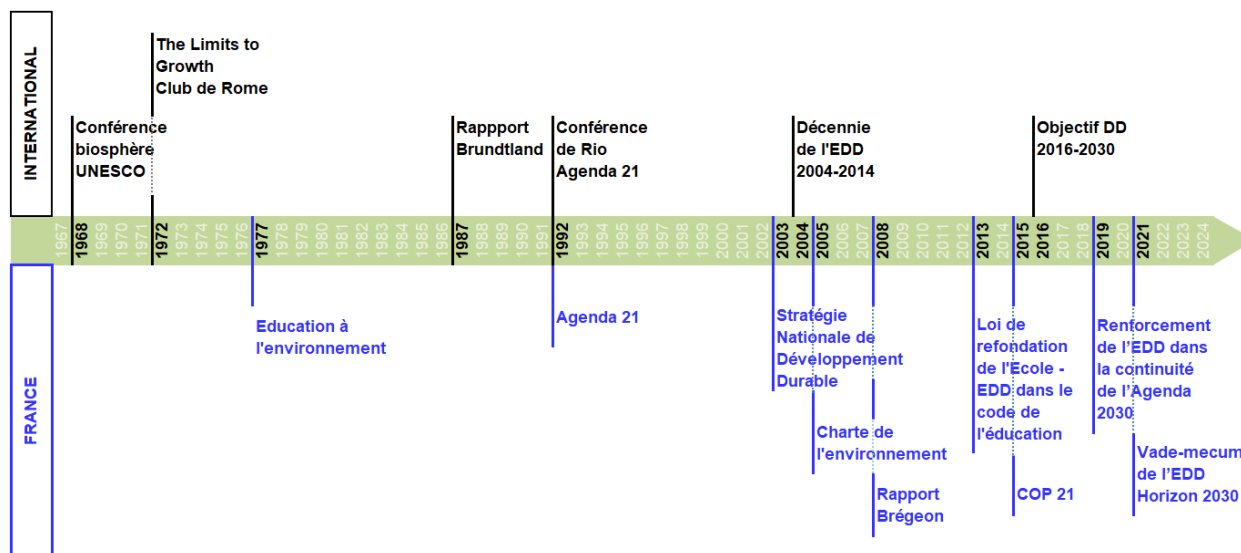 INTERNATIONAL
The Limits to
Growth
Club de Rome
Conférence
biosphère
UNESCO
Rappport
Brundtland
Conférence
de Rio
Agenda 21
Décennie
de l'EDD
2004-2014
Objectif DD
2016-2030
1967 1968 1969 1970 1971 1972 1973 1974 1975 1976 1977 1978 1979 1980 1981 1982 1983 1984 1985 1986 1987 1988 1989 1990 1991 1992 1993 1994 1995 1996 1997 1998 1999 2000 2001 2002 2003 2004 2005 2006 2007 2008 2009 2010 2011 2012 2013 2014 2015 2016 2017 2018 2019 2020 2021 2022 2023 2024
FRANCE
Education à
l'environnement
Agenda 21
Stratégie
Nationale de
Développement
Durable
Charte de
l'environnement
Rapport
Brégeon
Loi de
refondation
de l'Ecole -
EDD dans le
code de
l'éducation
COP 21
Renforcement
de l’EDD dans
la continuité
de l’Agenda
2030
Vade-mecum
de l’EDD
Horizon 2030